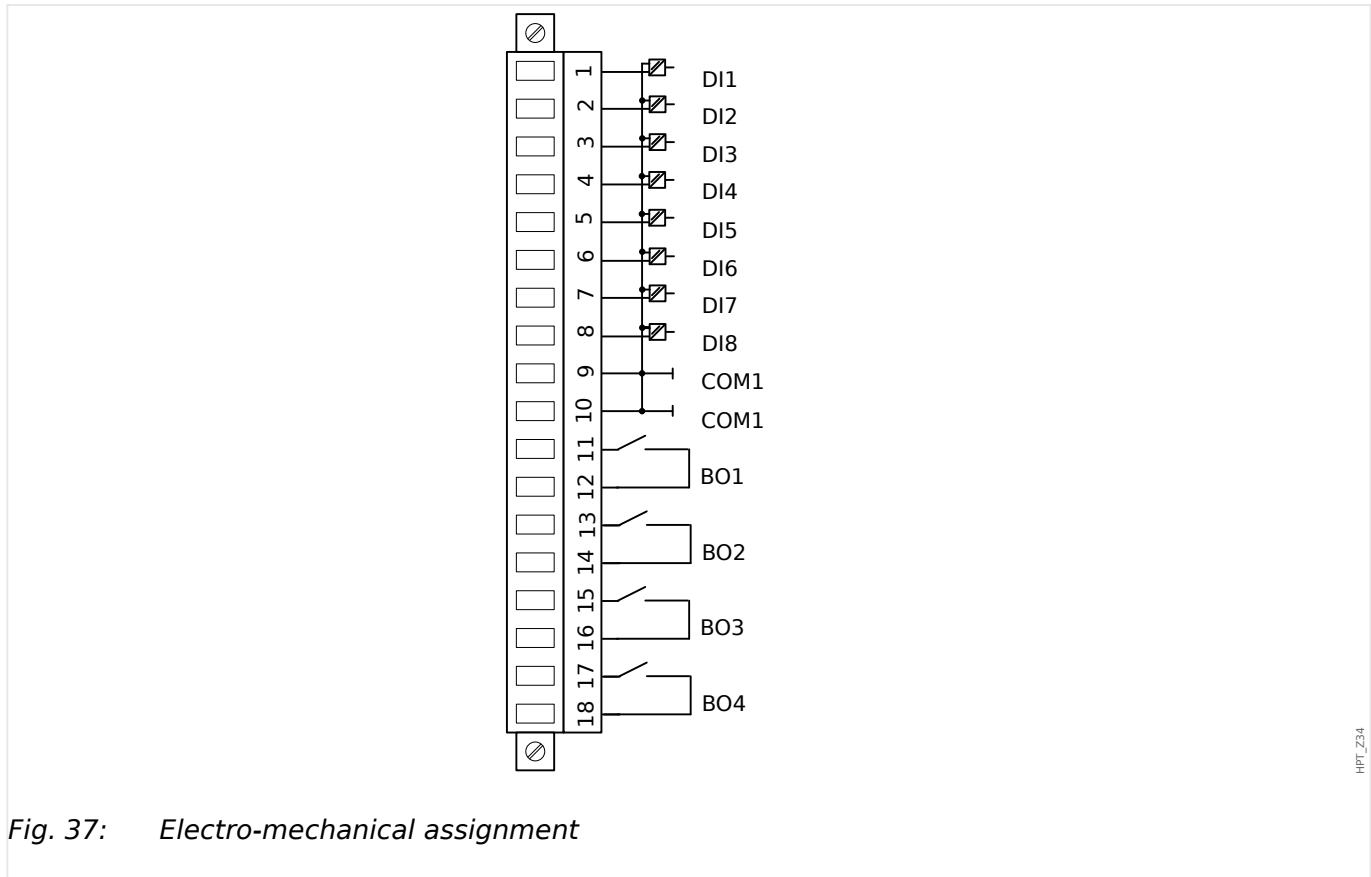 1 DI1
2 DI2
3 DI3
4 DI4
5 DI5
6 DI6
7 DI7
8 DI8
9 COM1
10 COM1
11
BO1
12
13
BO2
14
15
BO3
16
17
BO4
18
HPT_Z34
Fig. 37: Electro-mechanical assignment